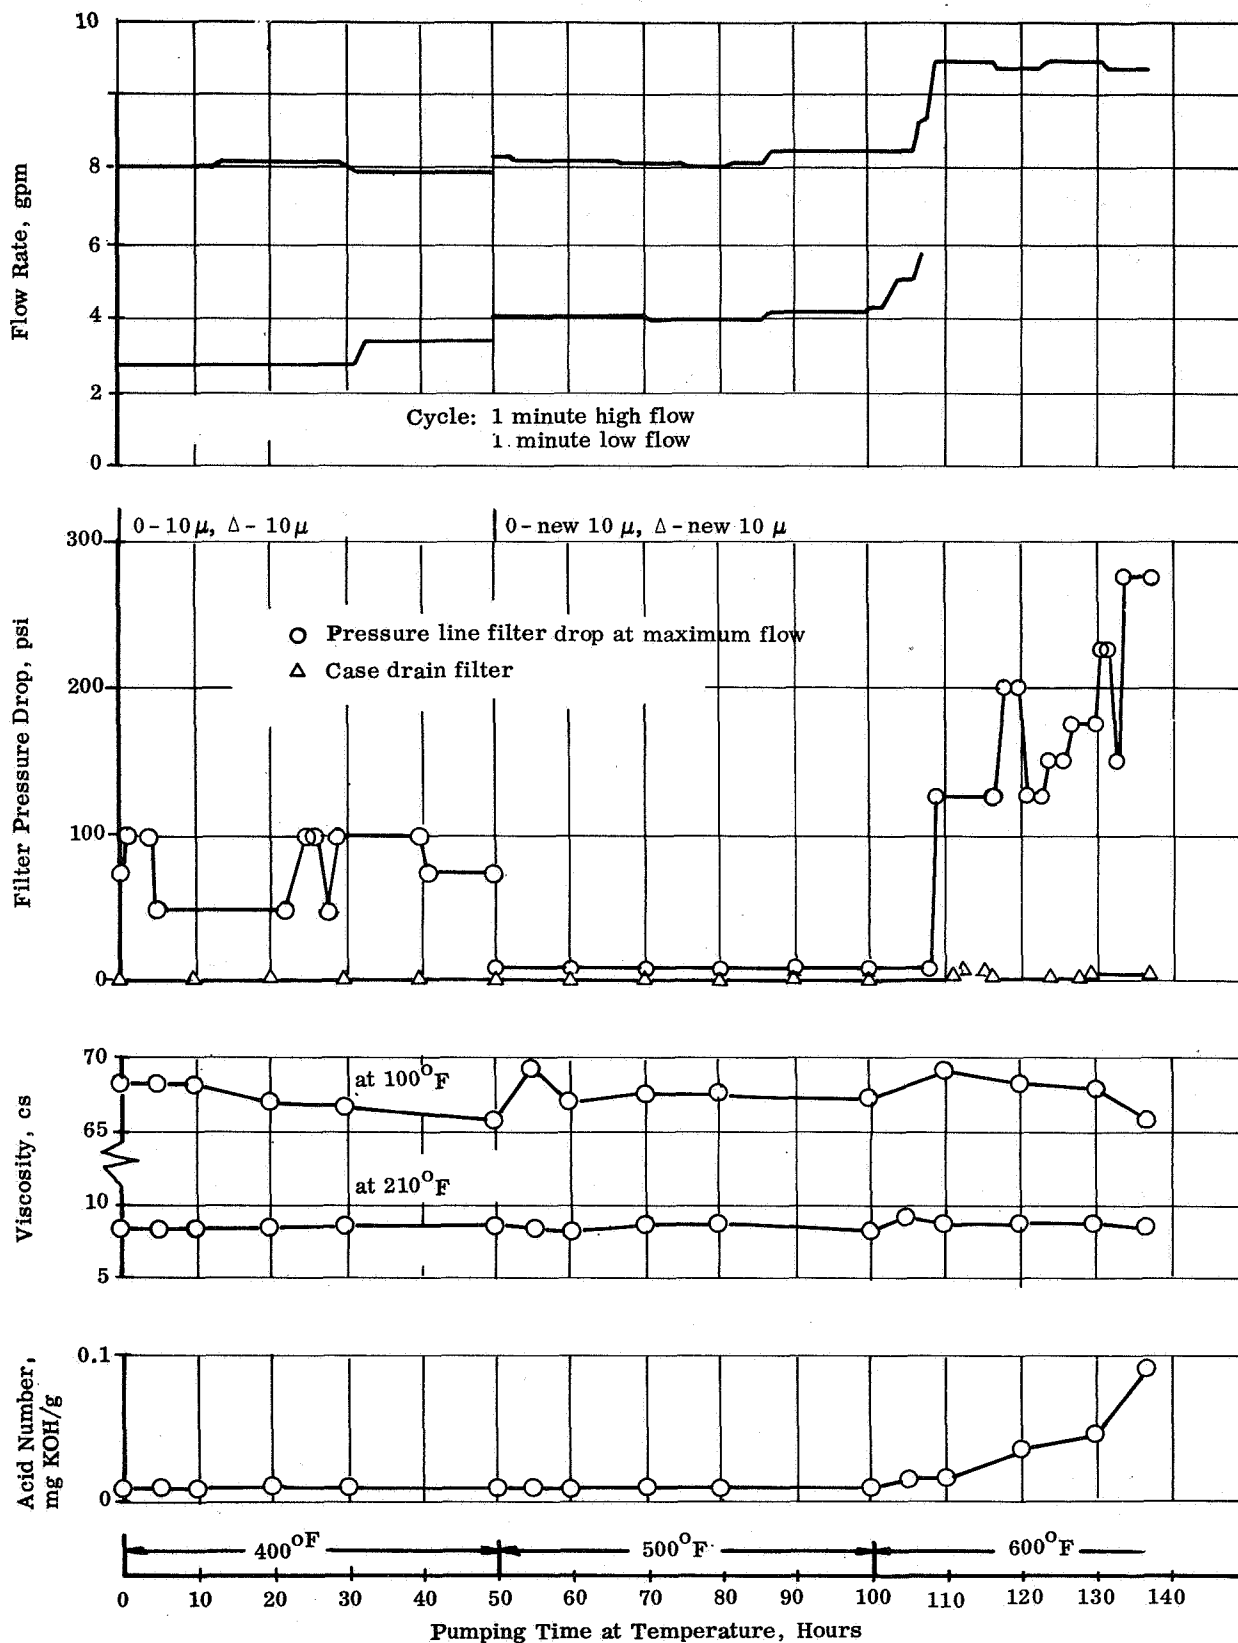 10
8
6
4
2
0
Flow Rate, gpm
Cycle: 1 minute high flow
1. minute low flow
0-10 μ, Δ - 10 μ
0-new 10 μ, Δ-new 10 μ
300
200
100
0
Filter Pressure Drop, psi
O Pressure line filter drop at maximum flow
Δ Case drain filter
70
65
10
5
Viscosity, cs
at 100°F
at 210°F
0.1
0
Acid Number,
mg KOH/g
400°F 500°F 600°F
0 10 20 30 40 50 60 70 80 90 100 110 120 130 140
Pumping Time at Temperature, Hours